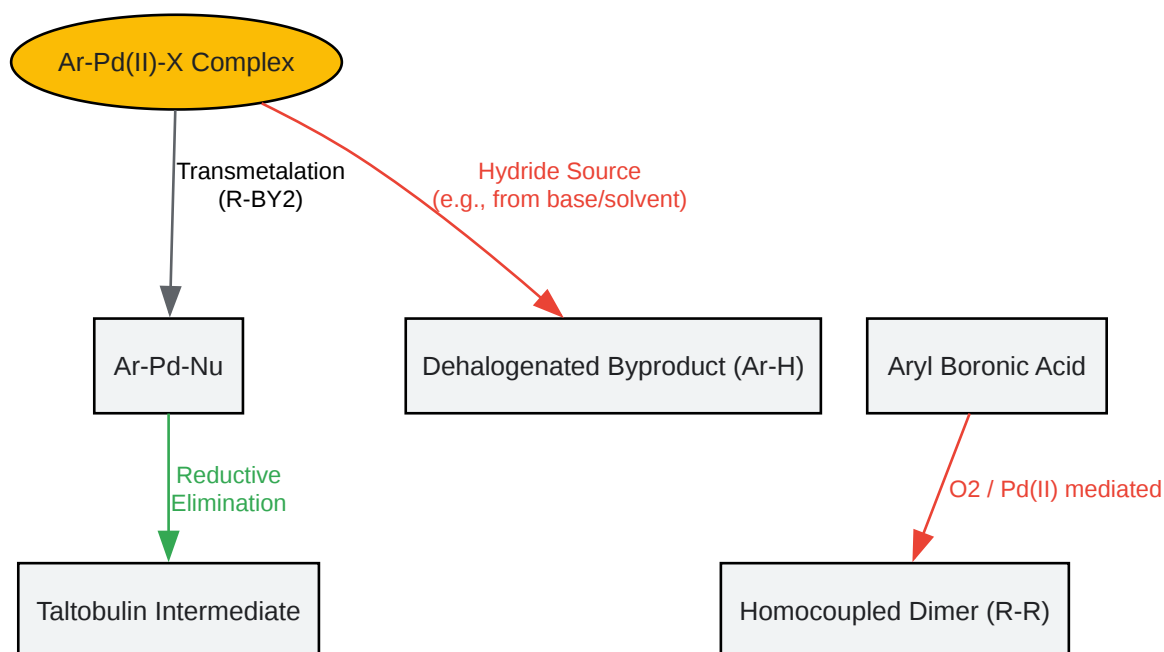 Ar-Pd(II)-X Complex
Transmetalation
(R-BY2)
Hydride Source
(e.g., from base/solvent)
Ar-Pd-Nu
Dehalogenated Byproduct (Ar-H)
Aryl Boronic Acid
Reductive
Elimination
O2 / Pd(II) mediated
Taltobulin Intermediate
Homocoupled Dimer (R-R)